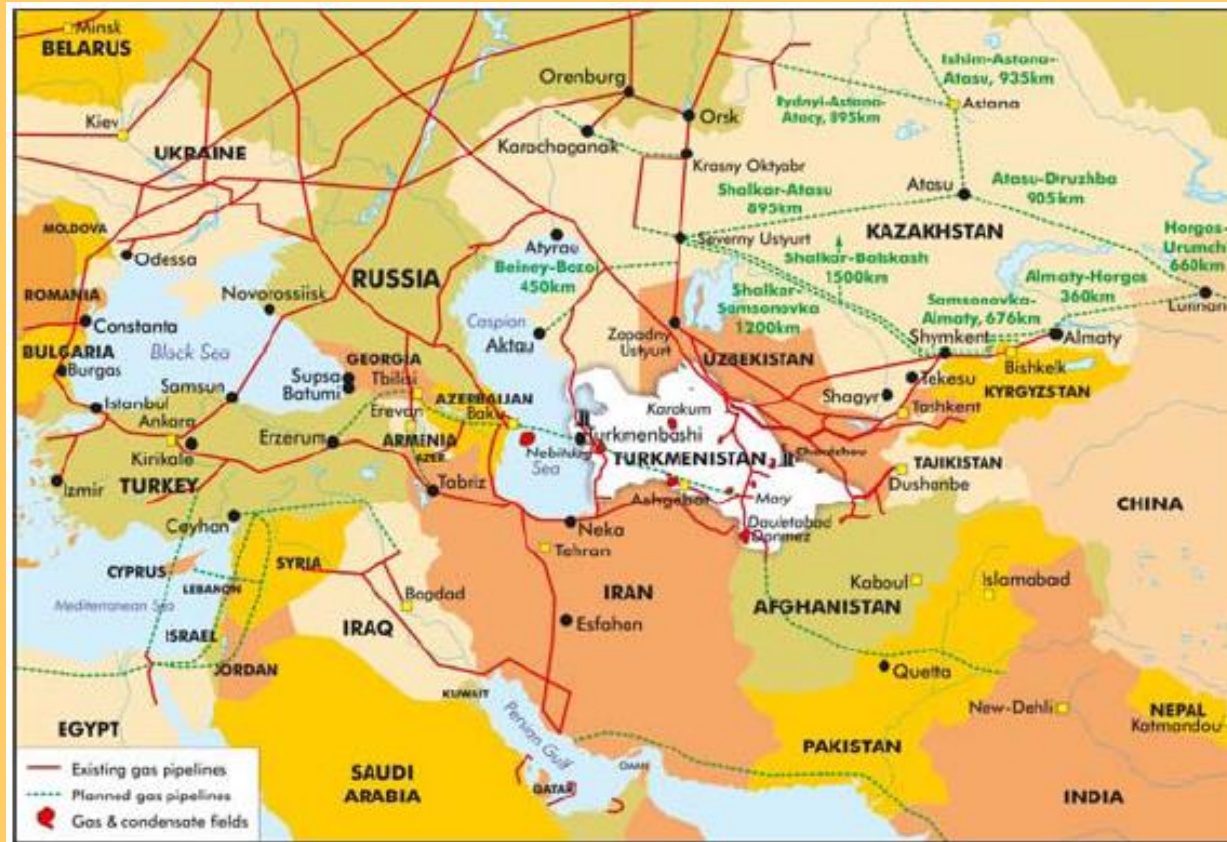 Minsk
BELARUS
Orenburg
Ishim-Astana-
Atasu, 935km
Astana
Kiev
Orsk
Karachaganak
Krasny Oktyabr
UKRAINE
Atasu
Atasu-Druzhba
905km
Shalkar-Atasu
895km
MOLDOVA
Odessa
Atyrau
Severny Ustyurt
KAZAKHSTAN
Horgos-
660km
RUSSIA
Beiney-Bozoi
450km
1500km
Almaty-Horgos
360km
ROMANIA
Novorossiisk
Shalkar-
Samsonovka
1200km
Samsonovka-
Almaty, 676km
Constanta
Caspian
Aktau
Zapadny
Ustyurt
Shymkent
Almaty
BULGARIA
Black Sea
GEORGIA
UZBEKISTAN
Bishkek
Burgas
Samsun
Supsa
Batumi
Tbilisi
KYRGYZSTAN
Istanbul
AZERBAIJAN
Baku
Karakum
Shagyr
Tashkent
Ankara
Erzerum
Erevan
ARMENIA
AZER
Turkmenbashi
Sea
TURKMENISTAN
Kirikale
TAJIKISTAN
Dushanbe
Izmir
TURKEY
Tabriz
Ashgabat
Mary
CHINA
Ceyhan
Neka
Dauletabad
Donmez
CYPRUS
SYRIA
Tehran
Kaboul
Islamabad
LEBANON
Mediterranean Sea
Bagdad
IRAN
AFGHANISTAN
ISRAEL
IRAQ
Esfahen
JORDAN
Quetta
KUWAIT
New-Dehli
NEPAL
Katmandou
EGYPT
Persian Gulf
PAKISTAN
SAUDI
ARABIA
QATAR
OMAN
INDIA
Existing gas pipelines
Planned gas pipelines
Gas & condensate fields